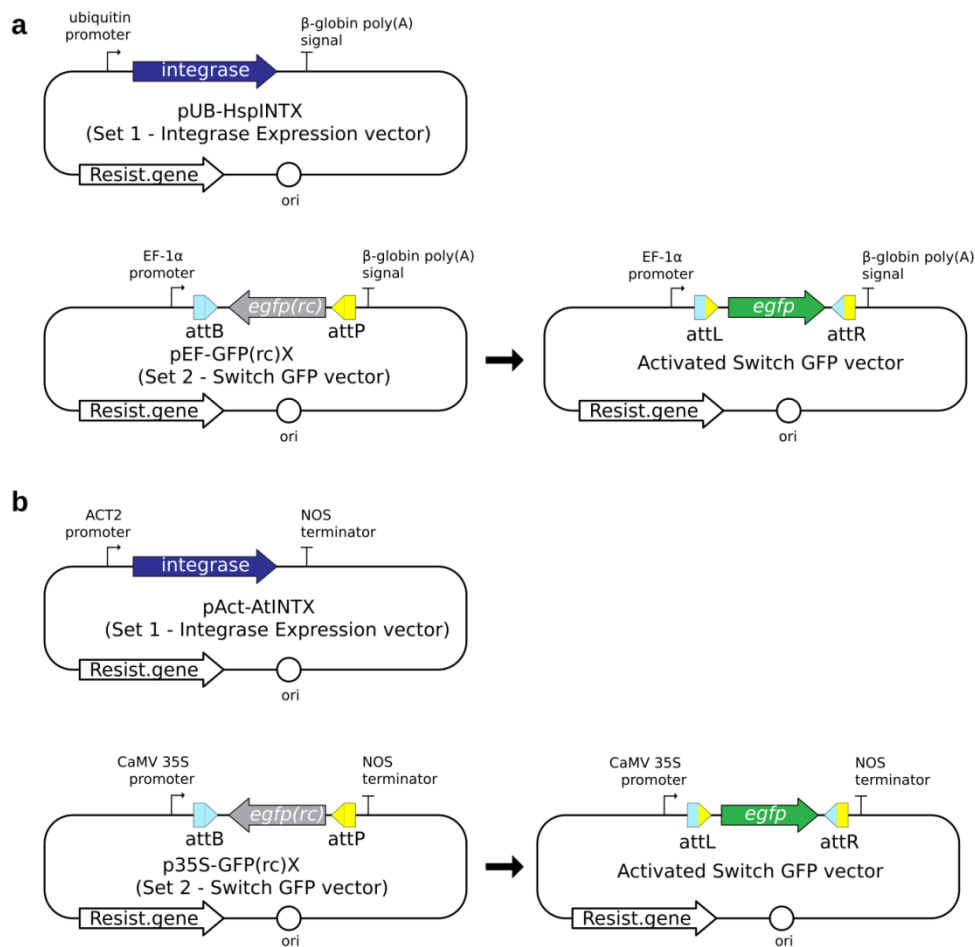 a
ubiquitin
promoter
β-globin poly(A)
signal
integrase
pUB-HspINTX
(Set 1 - Integrase Expression vector)
Resist.gene
ori
EF-1α
promoter
β-globin poly(A)
signal
egfp(rc)
attB
attP
pEF-GFP(rc)X
(Set 2 - Switch GFP vector)
Resist.gene
ori
EF-1α
promoter
β-globin poly(A)
signal
egfp
attL
attR
Activated Switch GFP vector
Resist.gene
ori
b
ACT2
promoter
NOS
terminator
integrase
pAct-AtINTX
(Set 1 - Integrase Expression vector)
Resist.gene
ori
CaMV 35S
promoter
NOS
terminator
egfp(rc)
attB
attP
p35S-GFP(rc)X
(Set 2 - Switch GFP vector)
Resist.gene
ori
CaMV 35S
promoter
NOS
terminator
egfp
attL
attR
Activated Switch GFP vector
Resist.gene
ori